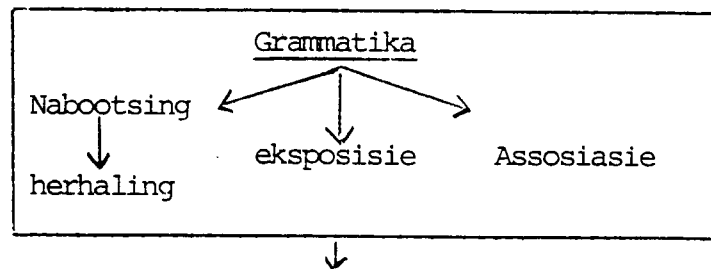 Grammatika
Nabootsing
eksposisie Assosiasie
herhaling